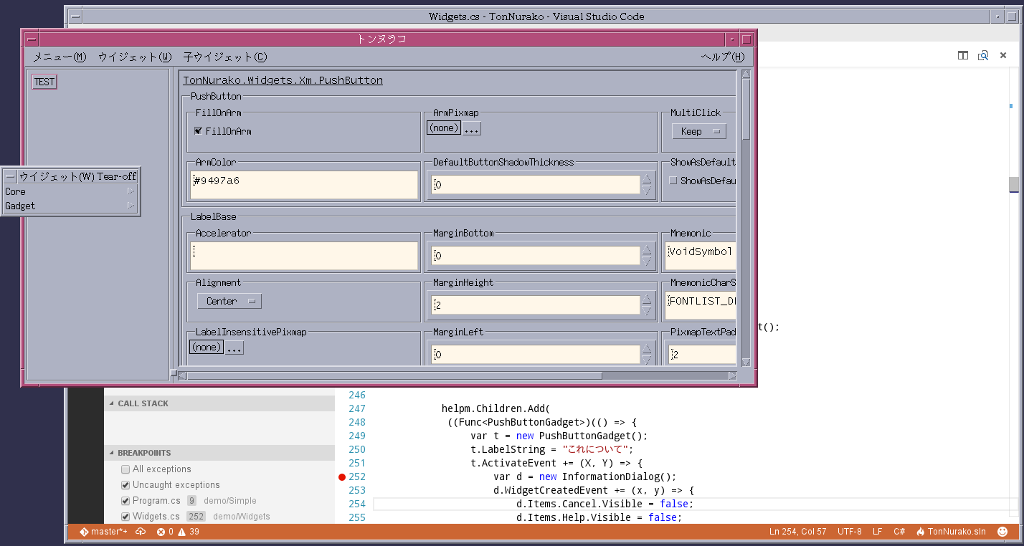 Widgets.cs - TonNurako - Visual Studio Code
トンヌラコ
メニュー(M) ウイジェット(W) 子ウイジェット(C) ヘルプ(H)
TEST
TonNurako.Widgets.Xm.PushButton
PushButton
FillOnArm ArmPixmap MultiClick
FillOnArm (none) ... Keep
ArmColor DefaultButtonShadowThickness ShowAsDefault
#9497a6 0 ShowAsDefau
ウイジェット(W) Tear-off
Core
Gadget
LabelBase
Accelerator MarginBottom Mnemonic
0 VoidSymbol
Alignment MarginHeight MnemonicCharS
Center 2 FONTLIST_DE
LabelInsensitivePixmap MarginLeft PixmapTextPad
(none) ... 0 2
t();
CALL STACK
BREAKPOINTS
All exceptions
Uncaught exceptions
Program.cs 9 demo/Simple
Widgets.cs 252 demo/Widgets
246
247 helpm.Children.Add(
248 ((Func<PushButtonGadget>)(() => {
249 var t = new PushButtonGadget();
250 t.LabelString = "これについて";
251 t.ActivateEvent += (X, Y) => {
252 var d = new InformationDialog();
253 d.WidgetCreatedEvent += (x, y) => {
254 d.Items.Cancel.Visible = false;
255 d.Items.Help.Visible = false;
master*+ 0 39 Ln 254, Col 57 UTF-8 LF C# TonNurako.sln